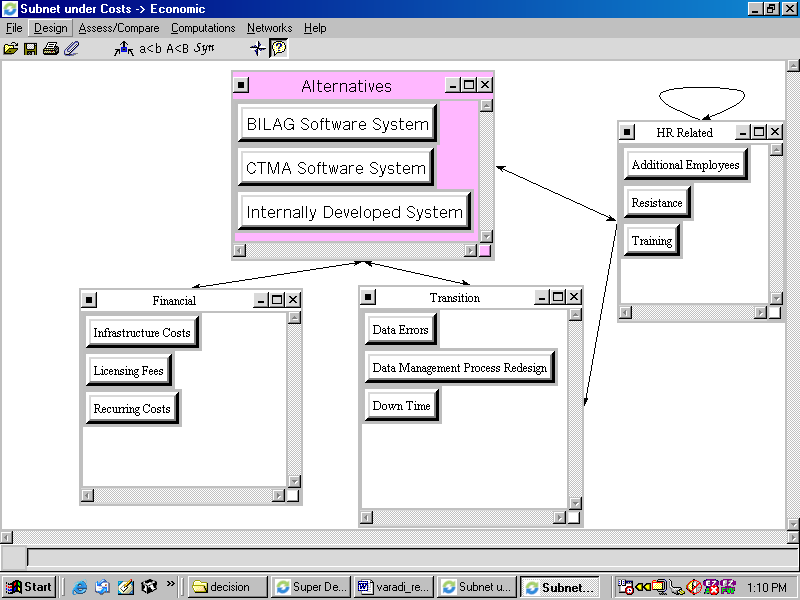 Subnet under Costs -> Economic
File Design Assess/Compare Computations Networks Help
a<b A<B Syn
Alternatives
BILAG Software System
CTMA Software System
Internally Developed System
HR Related
Additional Employees
Resistance
Training
Financial
Infrastructure Costs
Licensing Fees
Recurring Costs
Transition
Data Errors
Data Management Process Redesign
Down Time
Start » decision Super De... varadi_re... Subnet u... Subnet... 1:10 PM